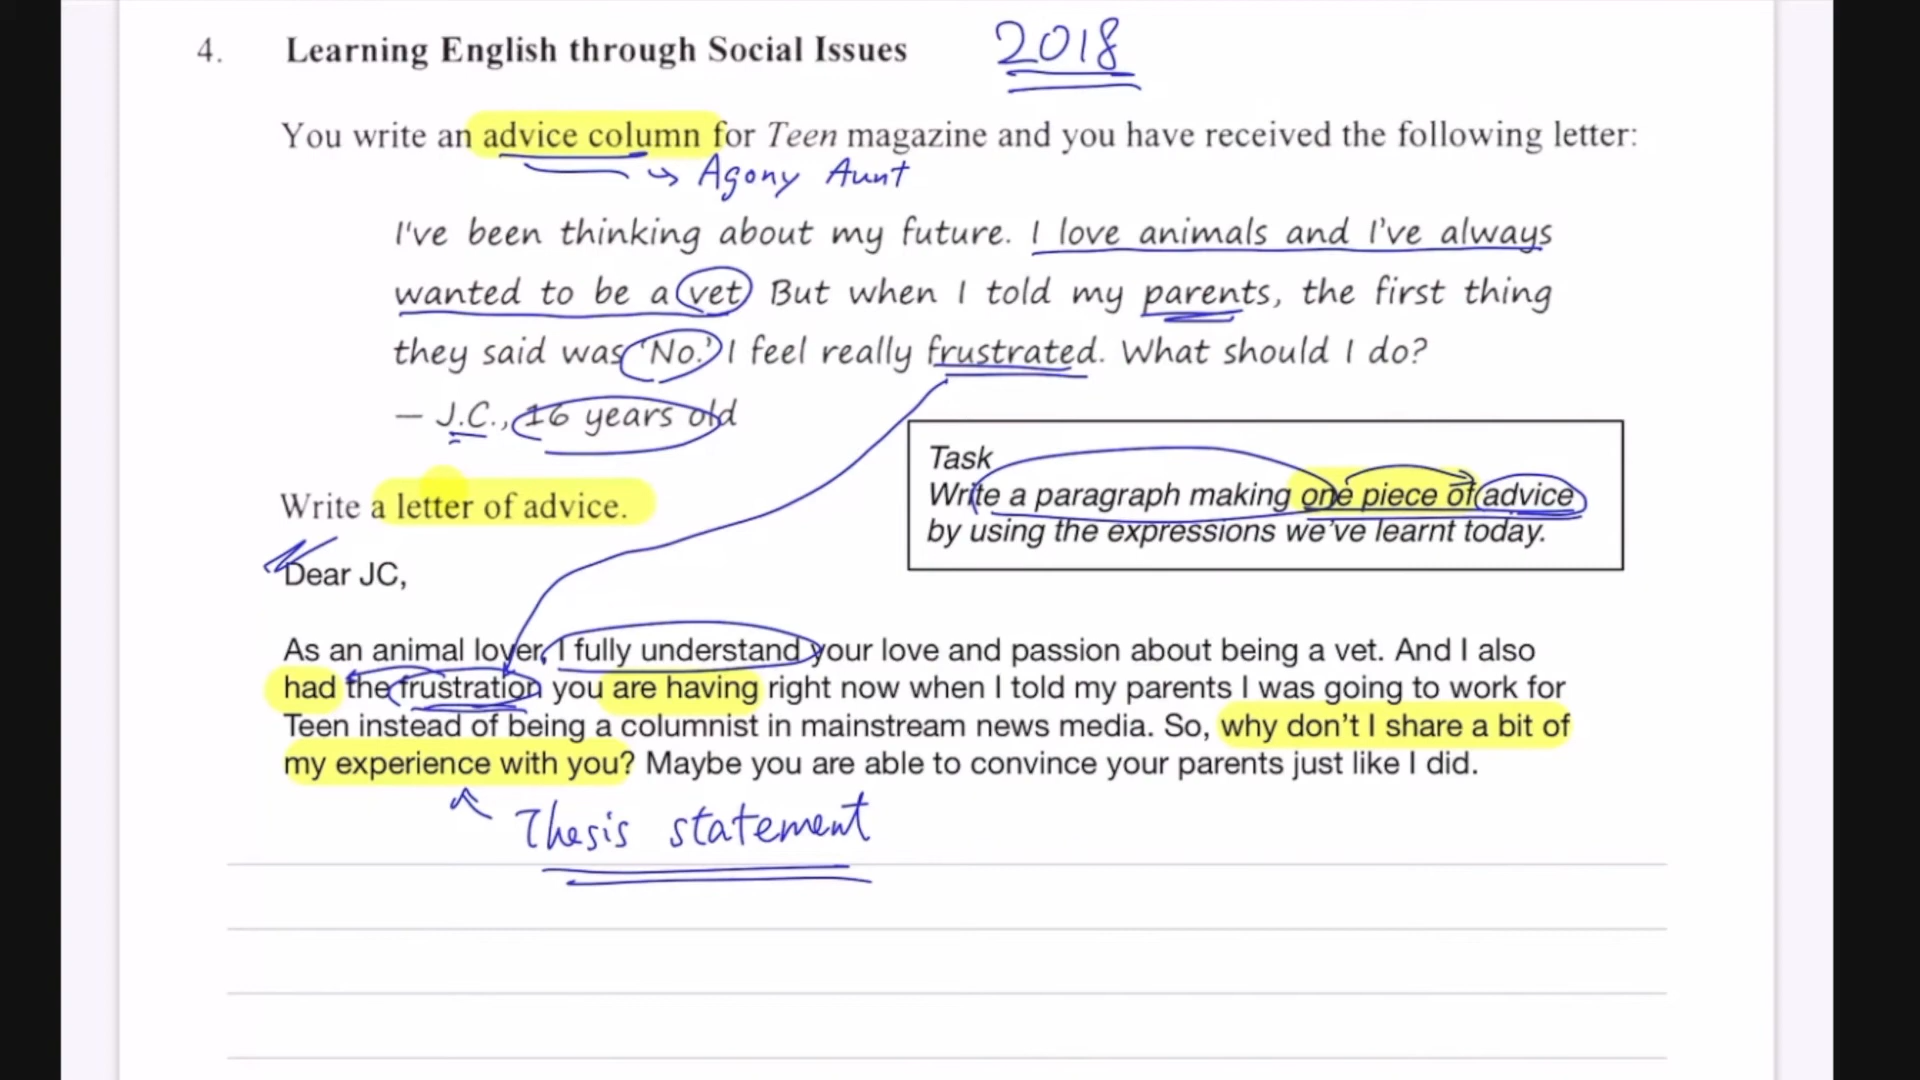 4. Learning English through Social Issues 2018
You write an advice column for Teen magazine and you have received the following letter:
→ Agony Aunt
I've been thinking about my future. I love animals and I've always
wanted to be a vet. But when I told my parents, the first thing
they said was 'No.' I feel really frustrated. What should I do?
– J.C., 16 years old
Task
Write a paragraph making one piece of advice
by using the expressions we've learnt today.
Write a letter of advice.
Dear JC,
As an animal lover, I fully understand your love and passion about being a vet. And I also
had the frustration you are having right now when I told my parents I was going to work for
Teen instead of being a columnist in mainstream news media. So, why don't I share a bit of
my experience with you? Maybe you are able to convince your parents just like I did.
Thesis statement